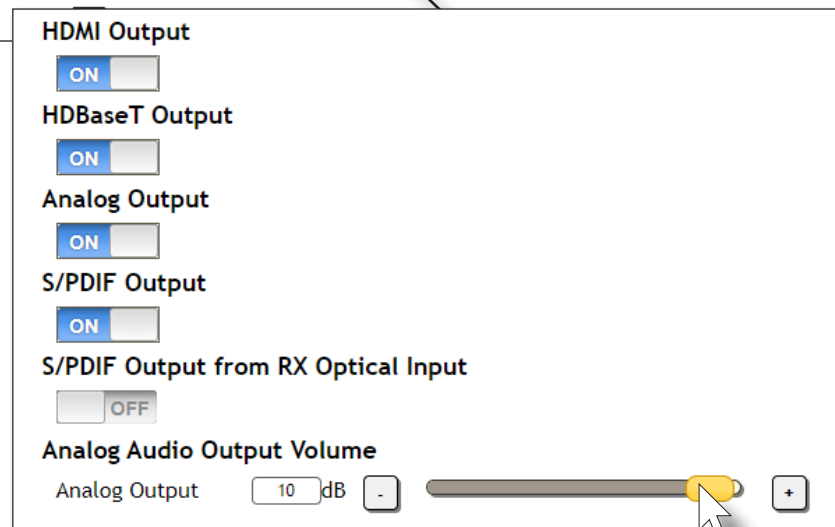 HDMI Output
ON
HDBaseT Output
ON
Analog Output
ON
S/PDIF Output
ON
S/PDIF Output from RX Optical Input
OFF
Analog Audio Output Volume
Analog Output 10 dB - +